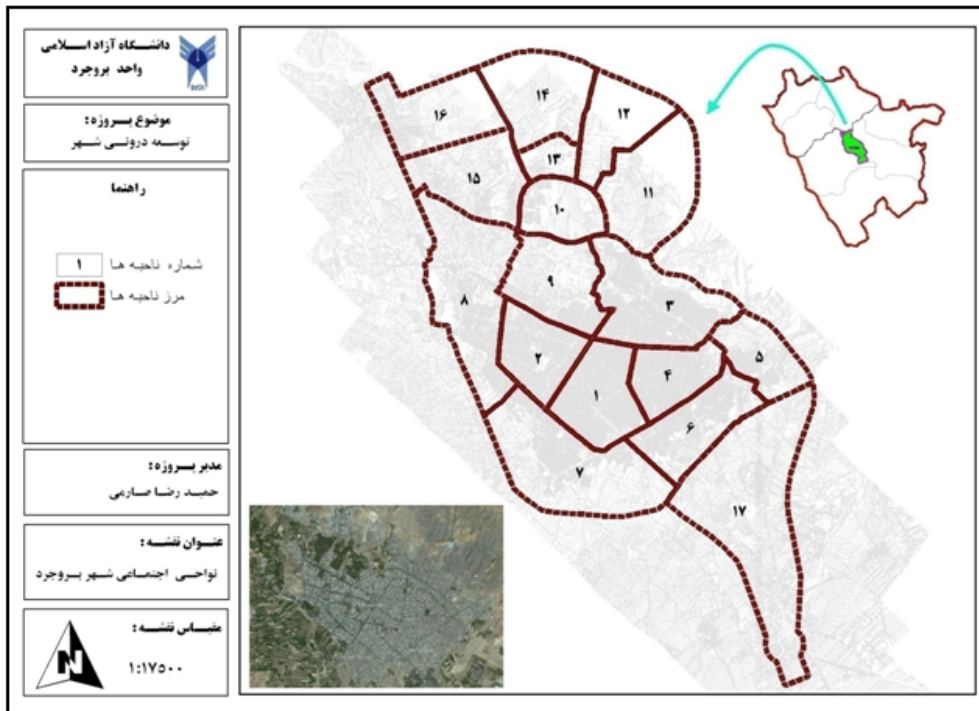 دانشگاه آزاد اسلامی
واحد بروجرد
موضوع پروژه:
توسعه درونی شهر
راهنما
شماره ناحیه ها
۱
مرز ناحیه ها
مدیر پروژه:
حمید رضا صارمی
عنوان نقشه:
نواحی اجتماعی شهر بروجرد
مقیاس نقشه:
۱:۱۷۵۰۰
N
۱۶
۱۴
۱۲
۱۳
۱۵
۱۱
۱۰
۹
۸
۳
۵
۲
۴
۱
۶
۷
۱۷